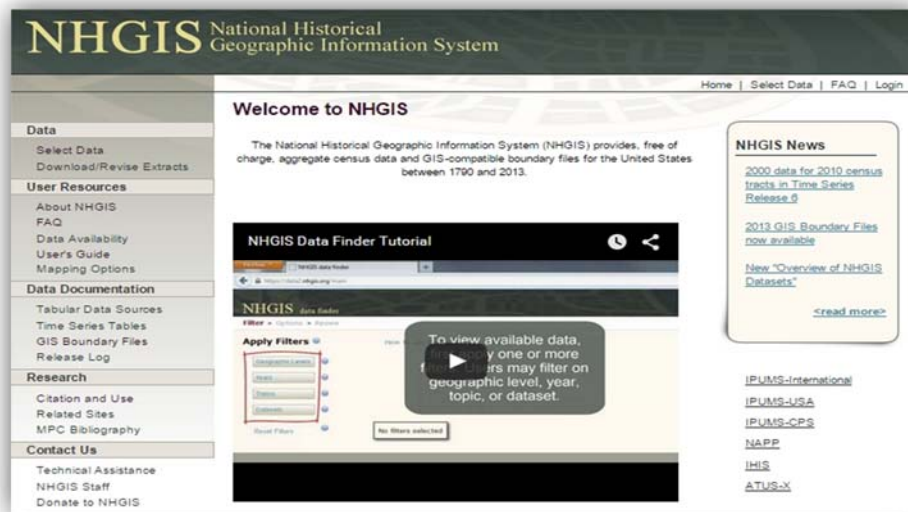 NHGIS National Historical
Geographic Information System
Home | Select Data | FAQ | Login
Data
Select Data
Download/Revise Extracts
User Resources
About NHGIS
FAQ
Data Availability
User's Guide
Mapping Options
Data Documentation
Tabular Data Sources
Time Series Tables
GIS Boundary Files
Release Log
Research
Citation and Use
Related Sites
MPC Bibliography
Contact Us
Technical Assistance
NHGIS Staff
Donate to NHGIS
Welcome to NHGIS
The National Historical Geographic Information System (NHGIS) provides, free of
charge, aggregate census data and GIS-compatible boundary files for the United States
between 1790 and 2013.
NHGIS Data Finder Tutorial
NHGIS data finder
NHGIS data finder
Filter
Options
Apply Filters
Geographic Levels
Years
Topics
Datasets
Reset Filters
No filters selected
To view available data,
apply one or more
Users may filter on
geographic level, year,
topic, or dataset.
NHGIS News
2000 data for 2010 census
tracts in Time Series
Release 6
2013 GIS Boundary Files
now available
New "Overview of NHGIS
Datasets"
<read more>
IPUMS-International
IPUMS-USA
IPUMS-CPS
NAPP
IHIS
ATUS-X